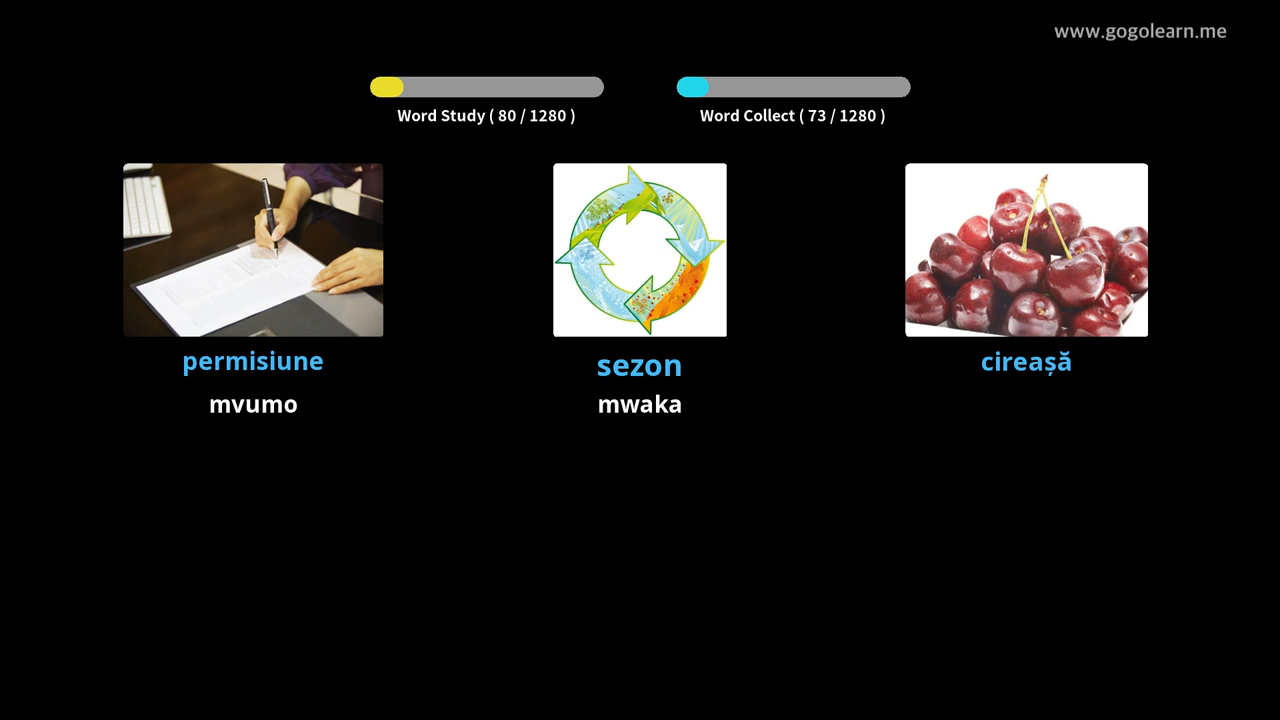 www.gogolearn.me
Word Study ( 80 / 1280 )
Word Collect ( 73 / 1280 )
permisiune
sezon
cireașă
mvumo
mwaka